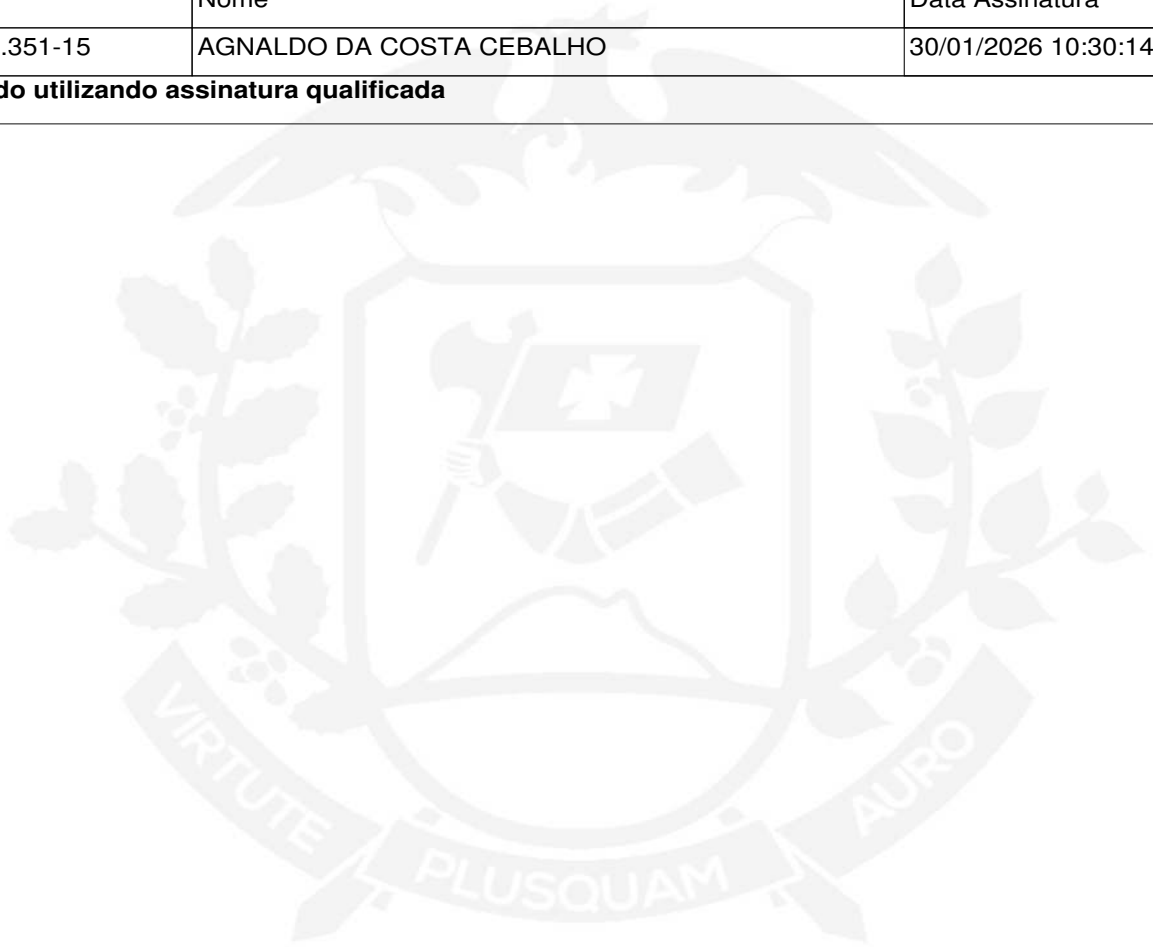 Nome Data Assinatura
.351-15 AGNALDO DA COSTA CEBALHO 30/01/2026 10:30:14
do utilizando assinatura qualificada
VIRTUTE PLUSQUAM AURO